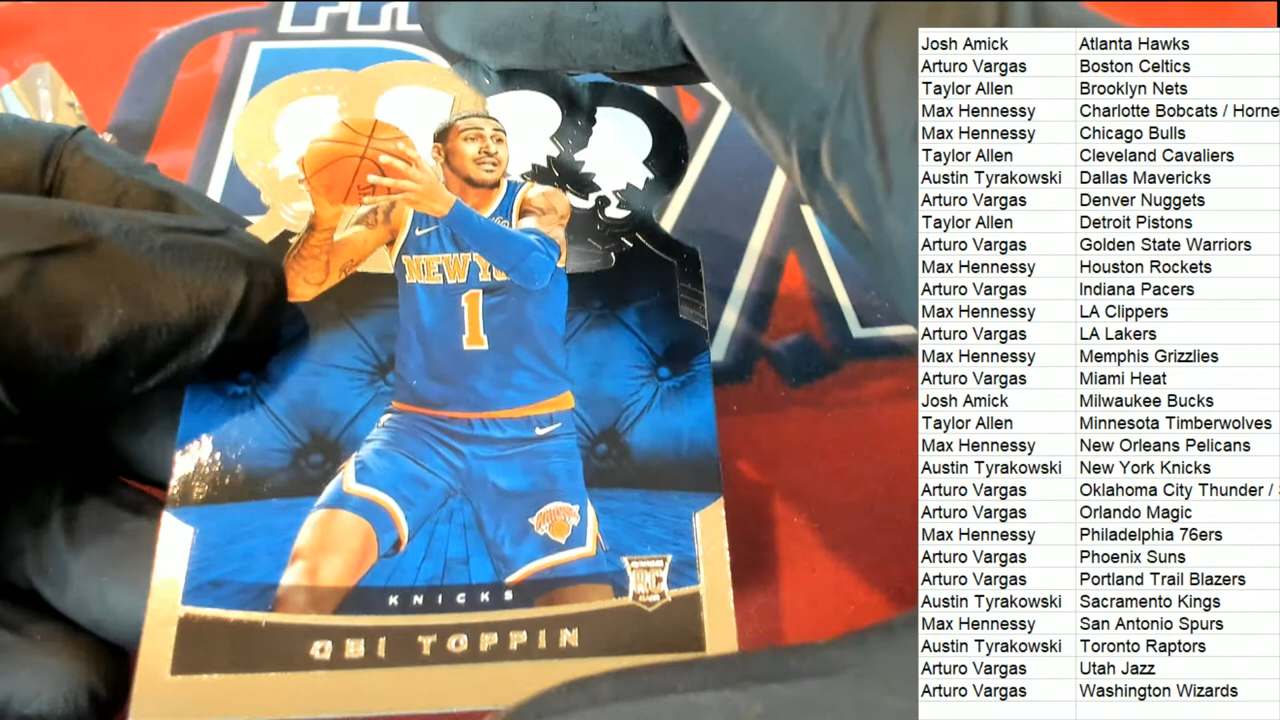 NEW Y
1
KNICKS
RC
OBI TOPPIN
Josh Amick Atlanta Hawks
Arturo Vargas Boston Celtics
Taylor Allen Brooklyn Nets
Max Hennessy Charlotte Bobcats / Horne
Max Hennessy Chicago Bulls
Taylor Allen Cleveland Cavaliers
Austin Tyrakowski Dallas Mavericks
Arturo Vargas Denver Nuggets
Taylor Allen Detroit Pistons
Arturo Vargas Golden State Warriors
Max Hennessy Houston Rockets
Arturo Vargas Indiana Pacers
Max Hennessy LA Clippers
Arturo Vargas LA Lakers
Max Hennessy Memphis Grizzlies
Arturo Vargas Miami Heat
Josh Amick Milwaukee Bucks
Taylor Allen Minnesota Timberwolves
Max Hennessy New Orleans Pelicans
Austin Tyrakowski New York Knicks
Arturo Vargas Oklahoma City Thunder /
Arturo Vargas Orlando Magic
Max Hennessy Philadelphia 76ers
Arturo Vargas Phoenix Suns
Arturo Vargas Portland Trail Blazers
Austin Tyrakowski Sacramento Kings
Max Hennessy San Antonio Spurs
Austin Tyrakowski Toronto Raptors
Arturo Vargas Utah Jazz
Arturo Vargas Washington Wizards